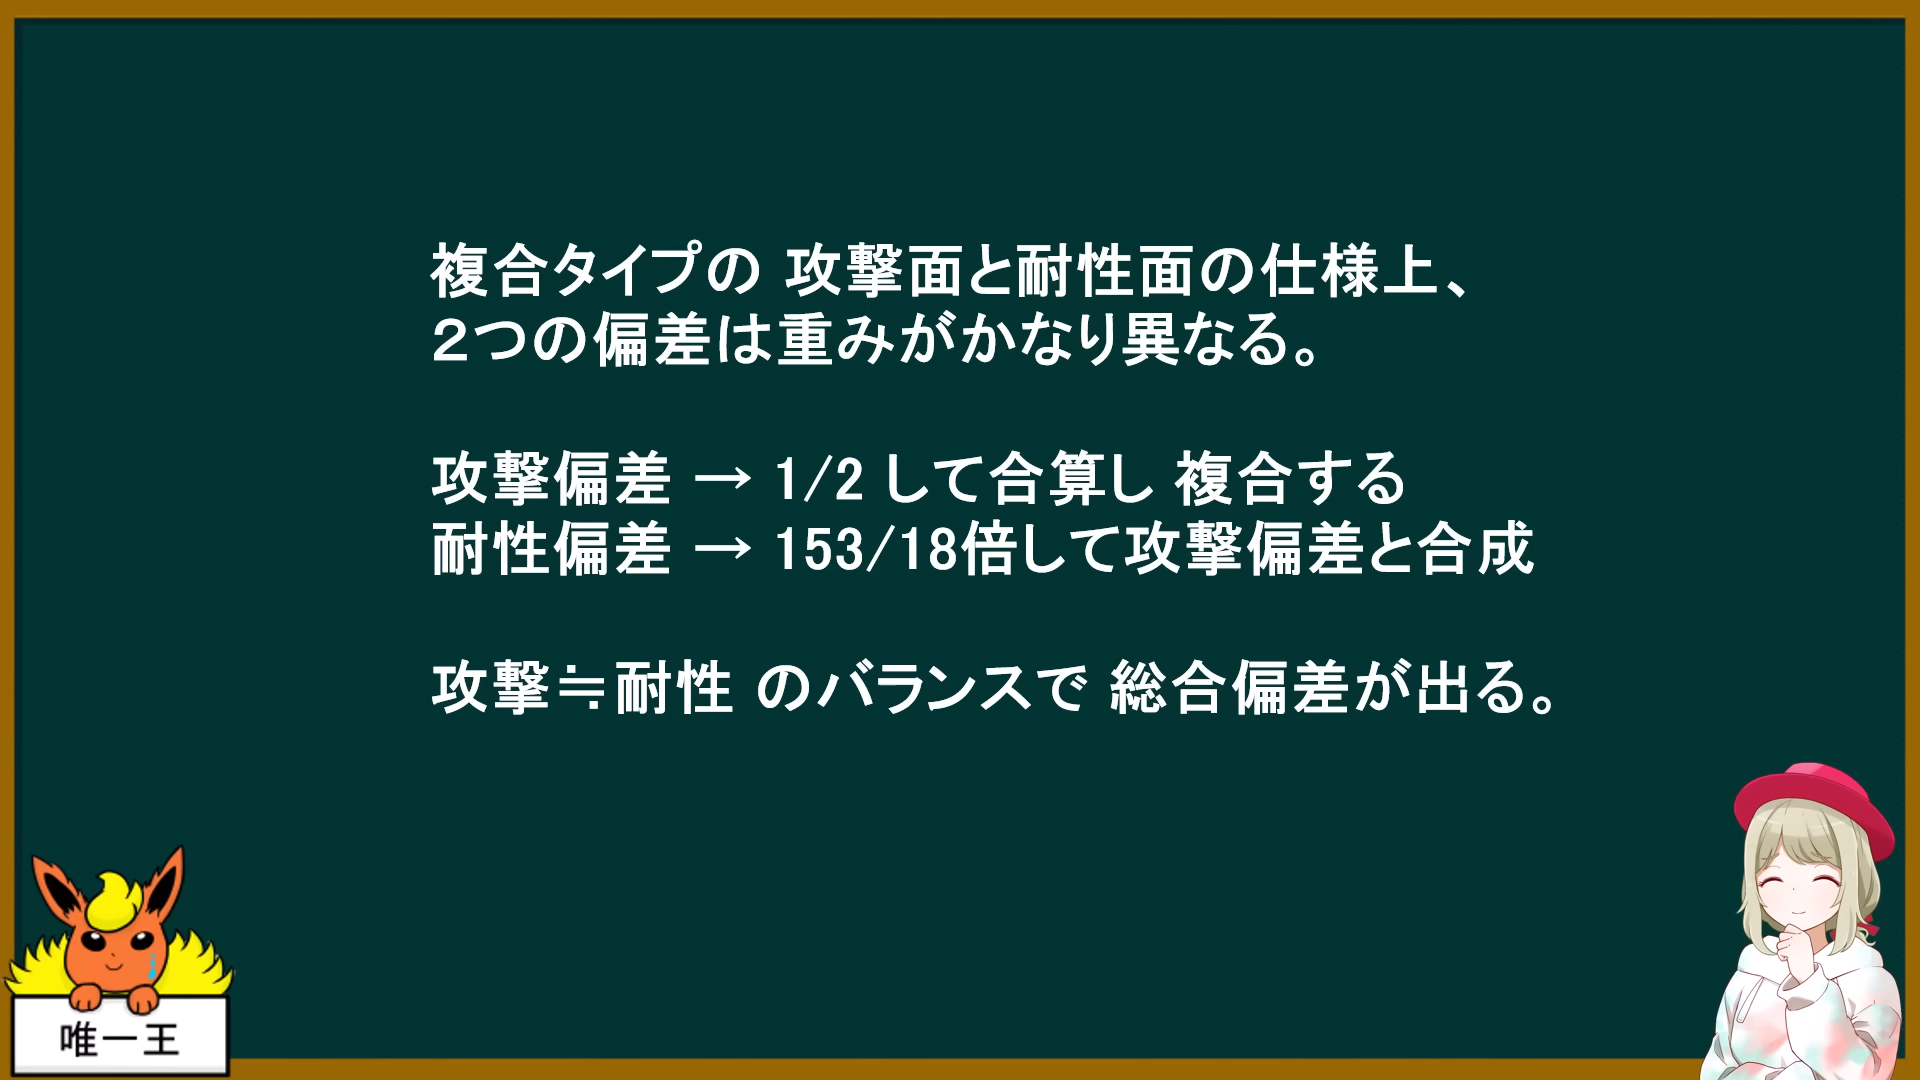 複合タイプの 攻撃面と耐性面の仕様上、
２つの偏差は重みがかなり異なる。
攻撃偏差 → 1/2 して合算し 複合する
耐性偏差 → 153/18倍して攻撃偏差と合成
攻撃≒耐性 のバランスで 総合偏差が出る。
唯一王